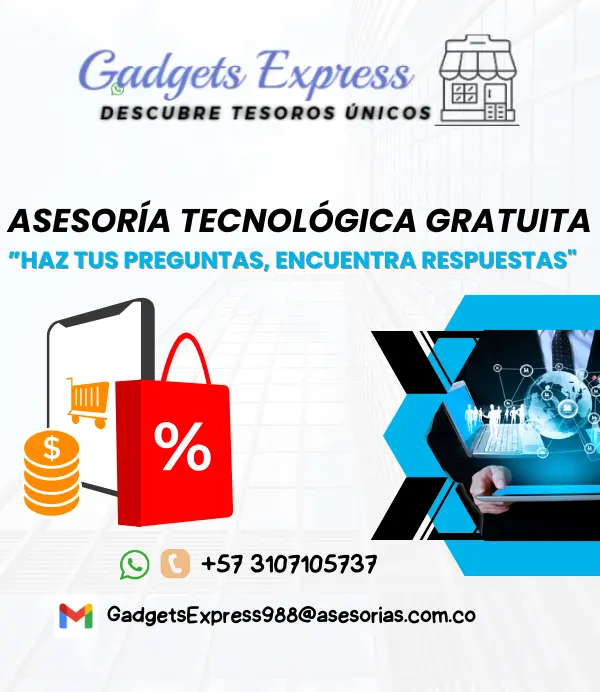 Gadgets Express
DESCUBRE TESOROS ÚNICOS
ASESORÍA TECNOLÓGICA GRATUITA
”HAZ TUS PREGUNTAS, ENCUENTRA RESPUESTAS"
$
%
+57 3107105737
GadgetsExpress988@asesorias.com.co